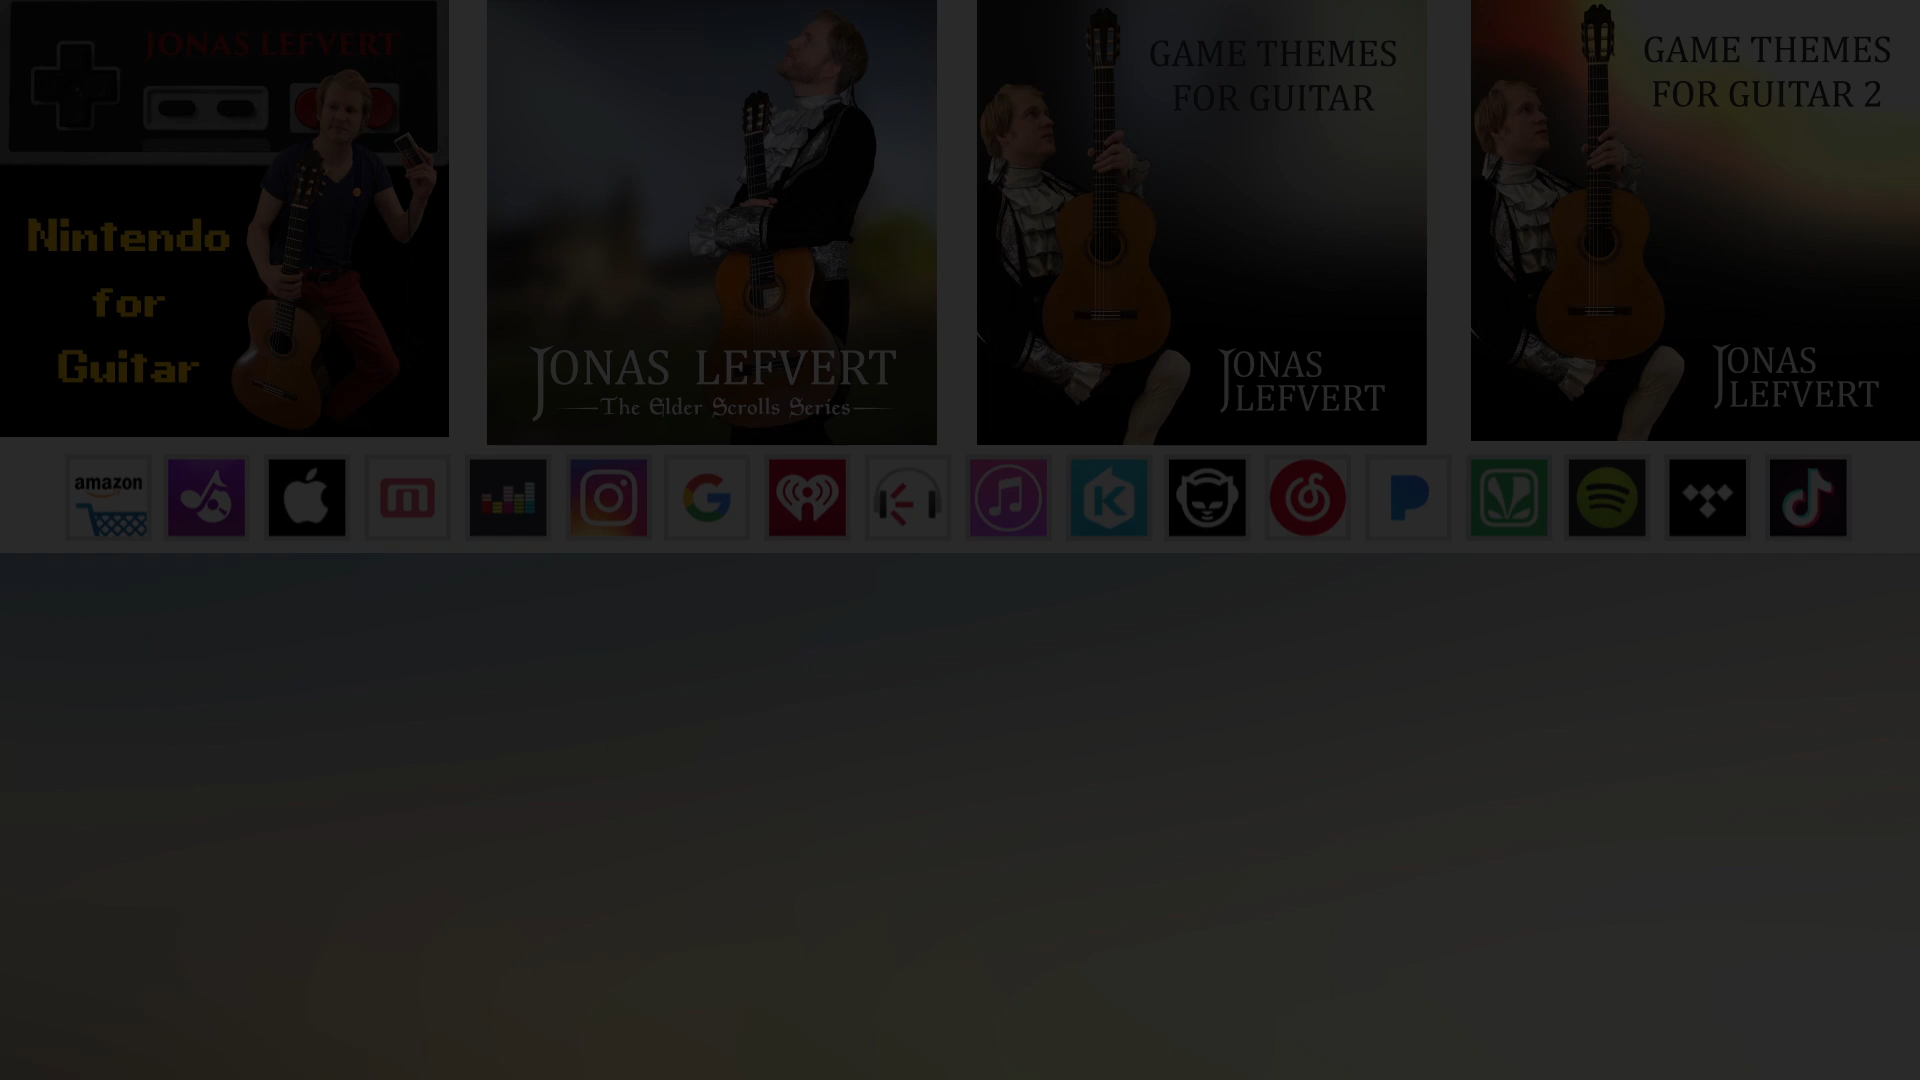 JONAS LEFVERT
Nintendo
for
Guitar
JONAS LEFVERT
The Elder Scrolls Series
GAME THEMES
FOR GUITAR
JONAS
LEFVERT
GAME THEMES
FOR GUITAR 2
JONAS
LEFVERT
amazon